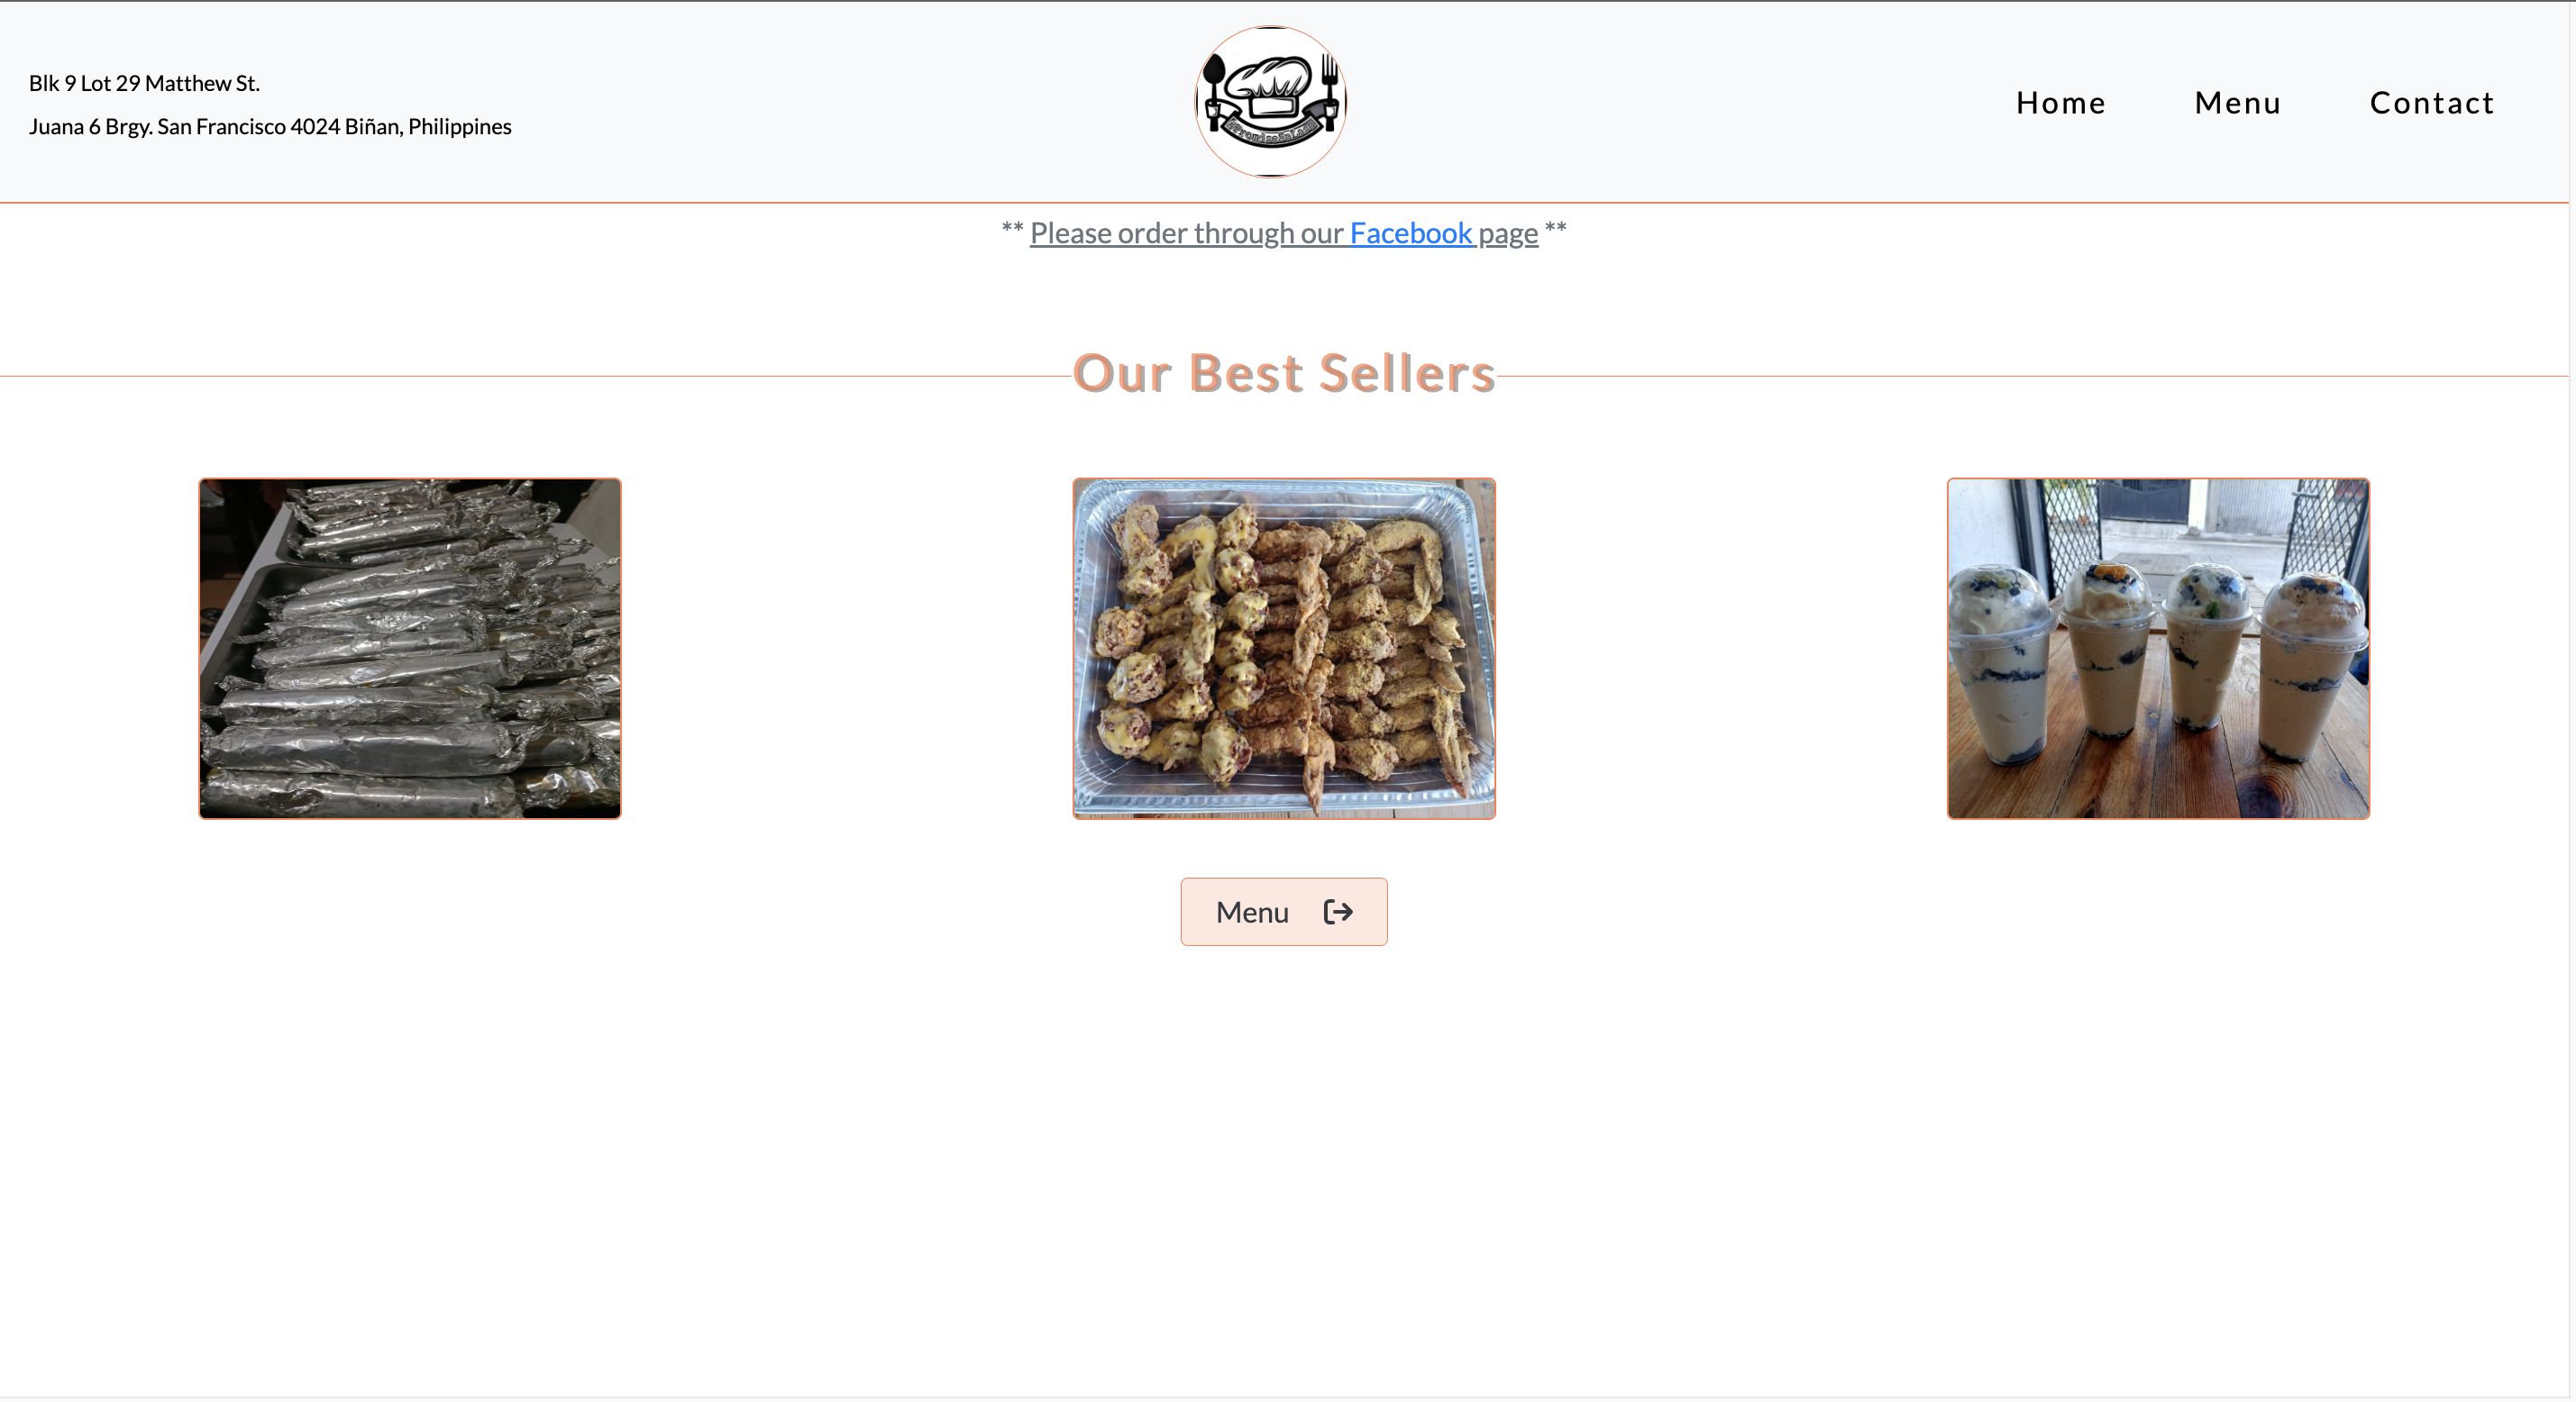 Blk 9 Lot 29 Matthew St.
Juana 6 Brgy. San Francisco 4024 Biñan, Philippines
Home Menu Contact
** Please order through our Facebook page **
Our Best Sellers
Menu